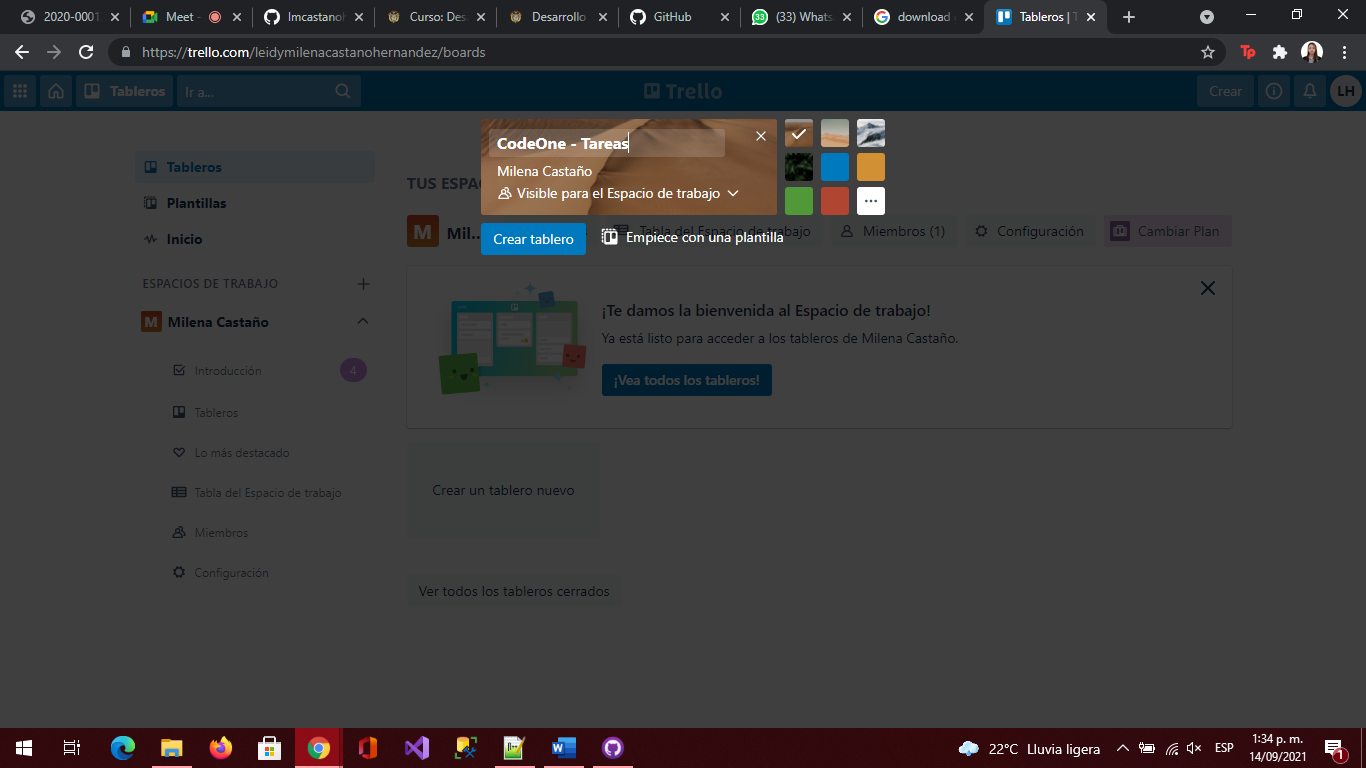 2020-0001
Meet -
lmcastanol
Curso: Des
Desarrollo
GitHub
(33) Whats
download
Tableros | T
https://trello.com/leidymilenacastanohernandez/boards
Tableros
Ir a...
Trello
Crear
LH
CodeOne - Tareas
Milena Castaño
Visible para el Espacio de trabajo
Crear tablero
Empiece con una plantilla
Tableros
Plantillas
Inicio
ESPACIOS DE TRABAJO
M Milena Castaño
Introducción 4
Tableros
Lo más destacado
Tabla del Espacio de trabajo
Miembros
Configuración
TUS ESPA
M Mil...
Tabla del Espacio de trabajo
Miembros (1)
Configuración
Cambiar Plan
¡Te damos la bienvenida al Espacio de trabajo!
Ya está listo para acceder a los tableros de Milena Castaño.
¡Vea todos los tableros!
Crear un tablero nuevo
Ver todos los tableros cerrados
22°C Lluvia ligera
ESP
1:34 p. m.
14/09/2021
1